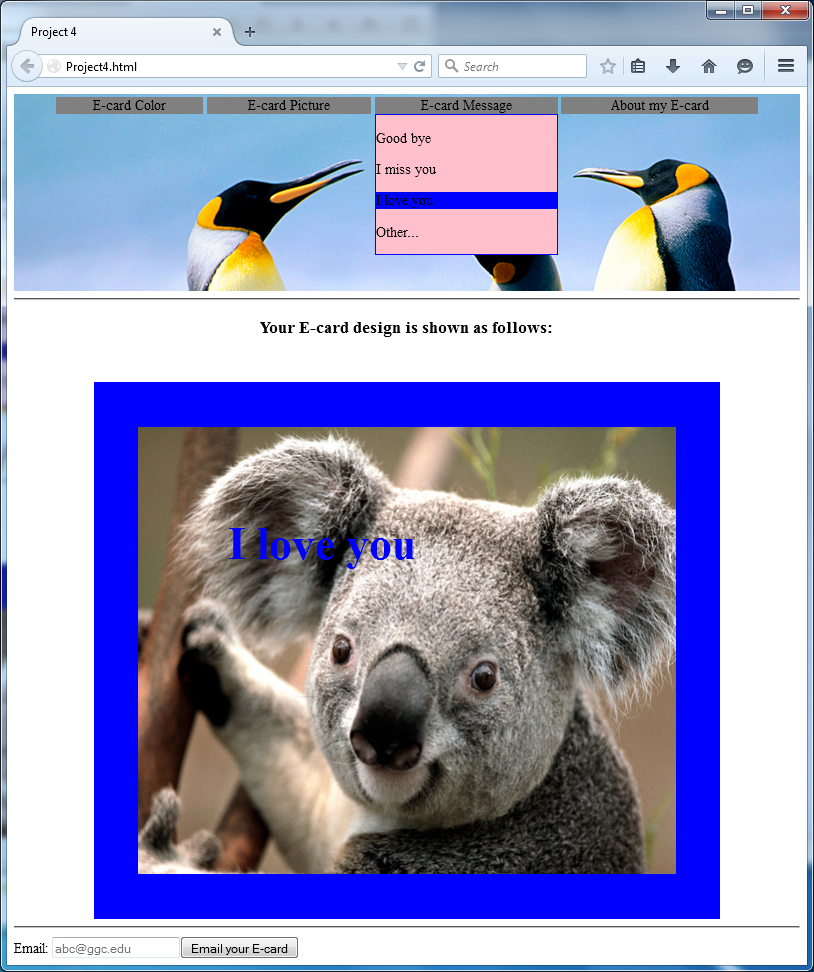 Project 4
Project4.html
Search
E-card Color E-card Picture E-card Message About my E-card
Good bye
I miss you
I love you
Other...
Your E-card design is shown as follows:
I love you
Email: abc@ggc.edu Email your E-card